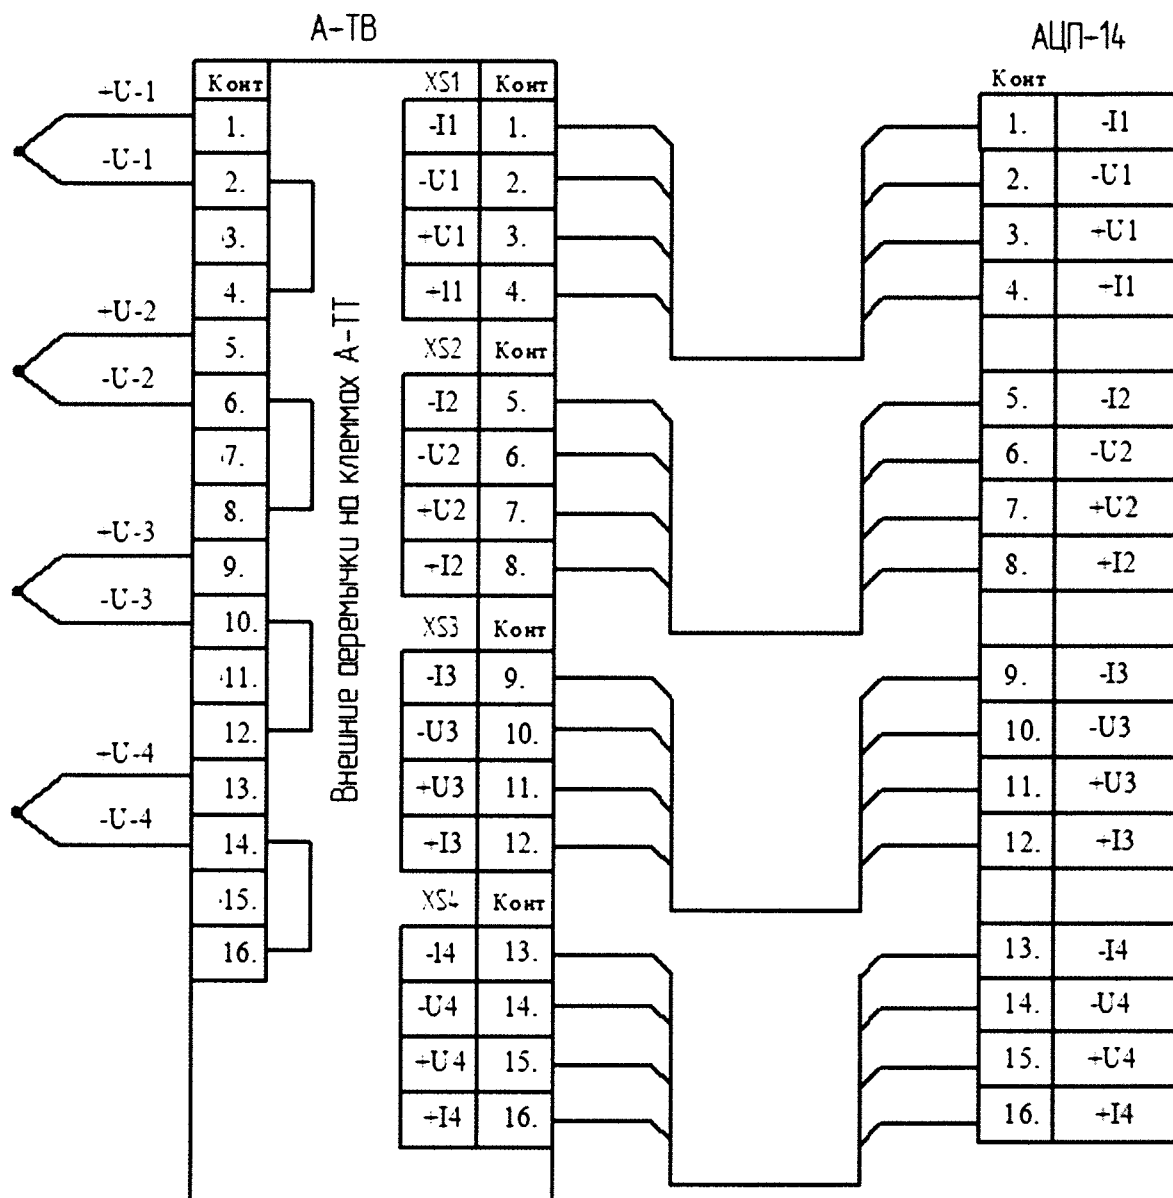 А-ТВ
АЦП-14
+U-1
-U-1
+U-2
-U-2
+U-3
-U-3
+U-4
-U-4
Конт
1.
2.
3.
4.
5.
6.
7.
8.
9.
10.
11.
12.
13.
14.
15.
16.
Внешние перемычки на клеммах А-ТТ
XS1 Конт
-I1 1.
-U1 2.
+U1 3.
+11 4.
XS2 Конт
-I2 5.
-U2 6.
+U2 7.
+I2 8.
XS3 Конт
-I3 9.
-U3 10.
+U3 11.
+I3 12.
XS4 Конт
-I4 13.
-U4 14.
+U4 15.
+I4 16.
Конт
1. -I1
2. -U1
3. +U1
4. +I1
5. -I2
6. -U2
7. +U2
8. +I2
9. -I3
10. -U3
11. +U3
12. +I3
13. -I4
14. -U4
15. +U4
16. +I4